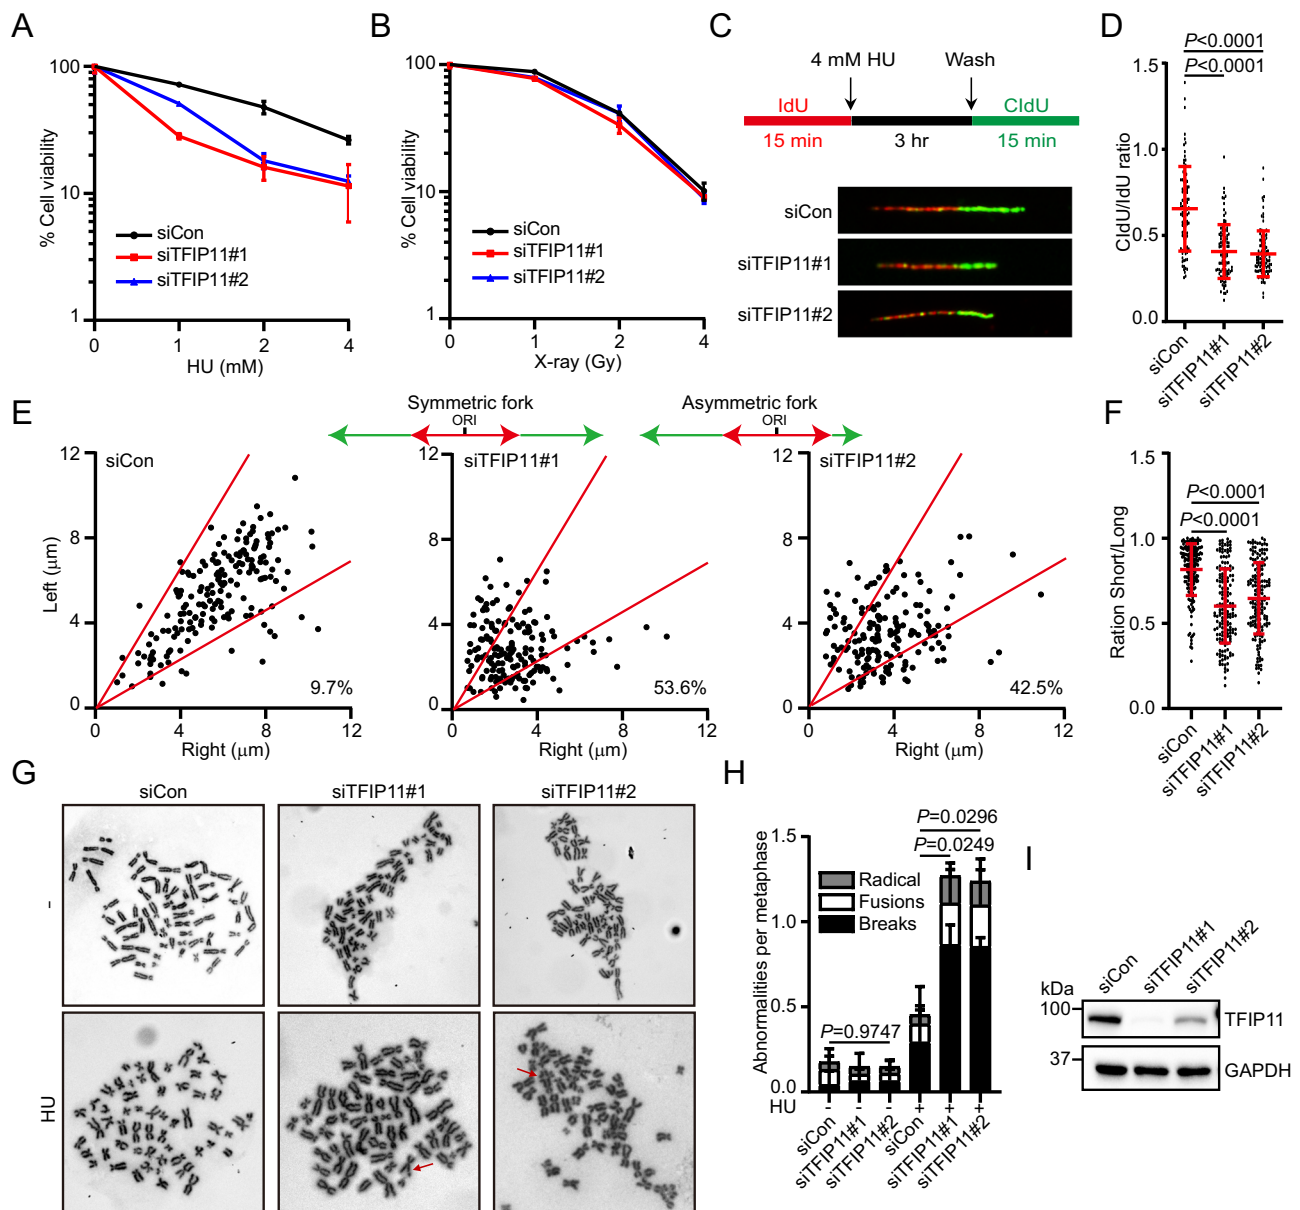 A
100
10
1
% Cell viability
siCon
siTFIP11#1
siTFIP11#2
0
1
2
4
HU (mM)
B
100
10
1
% Cell viability
siCon
siTFIP11#1
siTFIP11#2
0
1
2
4
X-ray (Gy)
C
4 mM HU
Wash
IdU
CIdU
15 min
3 hr
15 min
siCon
siTFIP11#1
siTFIP11#2
D
P<0.0001
P<0.0001
1.5
1.0
0.5
0.0
CIdU/IdU ratio
siCon
siTFIP11#1
siTFIP11#2
E
Symmetric fork
ORI
Asymmetric fork
ORI
siCon
12
8
4
0
Left (μm)
9.7%
0
4
8
12
Right (μm)
siTFIP11#1
12
8
4
0
53.6%
0
4
8
12
Right (μm)
siTFIP11#2
12
8
4
0
42.5%
0
4
8
12
Right (μm)
F
1.5
1.0
0.5
0.0
Ration Short/Long
P<0.0001
P<0.0001
siCon
siTFIP11#1
siTFIP11#2
G
siCon
siTFIP11#1
siTFIP11#2
-
HU
H
1.5
1.0
0.5
0.0
Abnormalities per metaphase
Radical
Fusions
Breaks
P=0.0296
P=0.0249
P=0.9747
HU
-
-
-
+
+
+
siCon
siTFIP11#1
siTFIP11#2
siCon
siTFIP11#1
siTFIP11#2
I
siCon
siTFIP11#1
siTFIP11#2
kDa
100
TFIP11
37
GAPDH